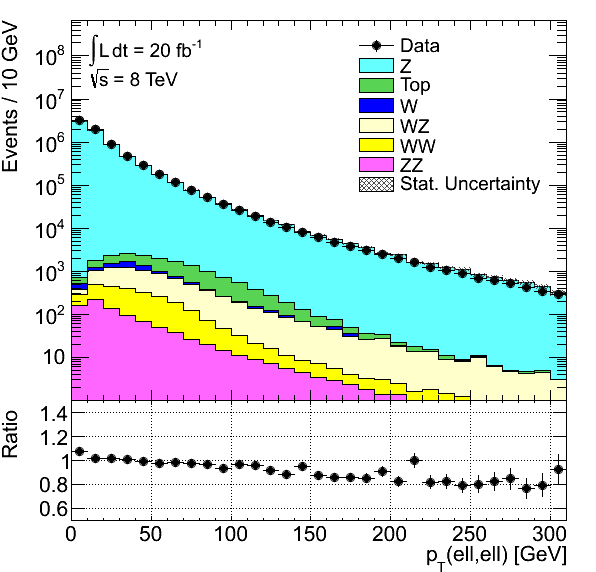 ∫L dt = 20 fb⁻¹
√s = 8 TeV
Data
Z
Top
W
WZ
WW
ZZ
Stat. Uncertainty
Events / 10 GeV
10⁸
10⁷
10⁶
10⁵
10⁴
10³
10²
10
Ratio
1.4
1.2
1
0.8
0.6
0 50 100 150 200 250 300
p_T(ell,ell) [GeV]